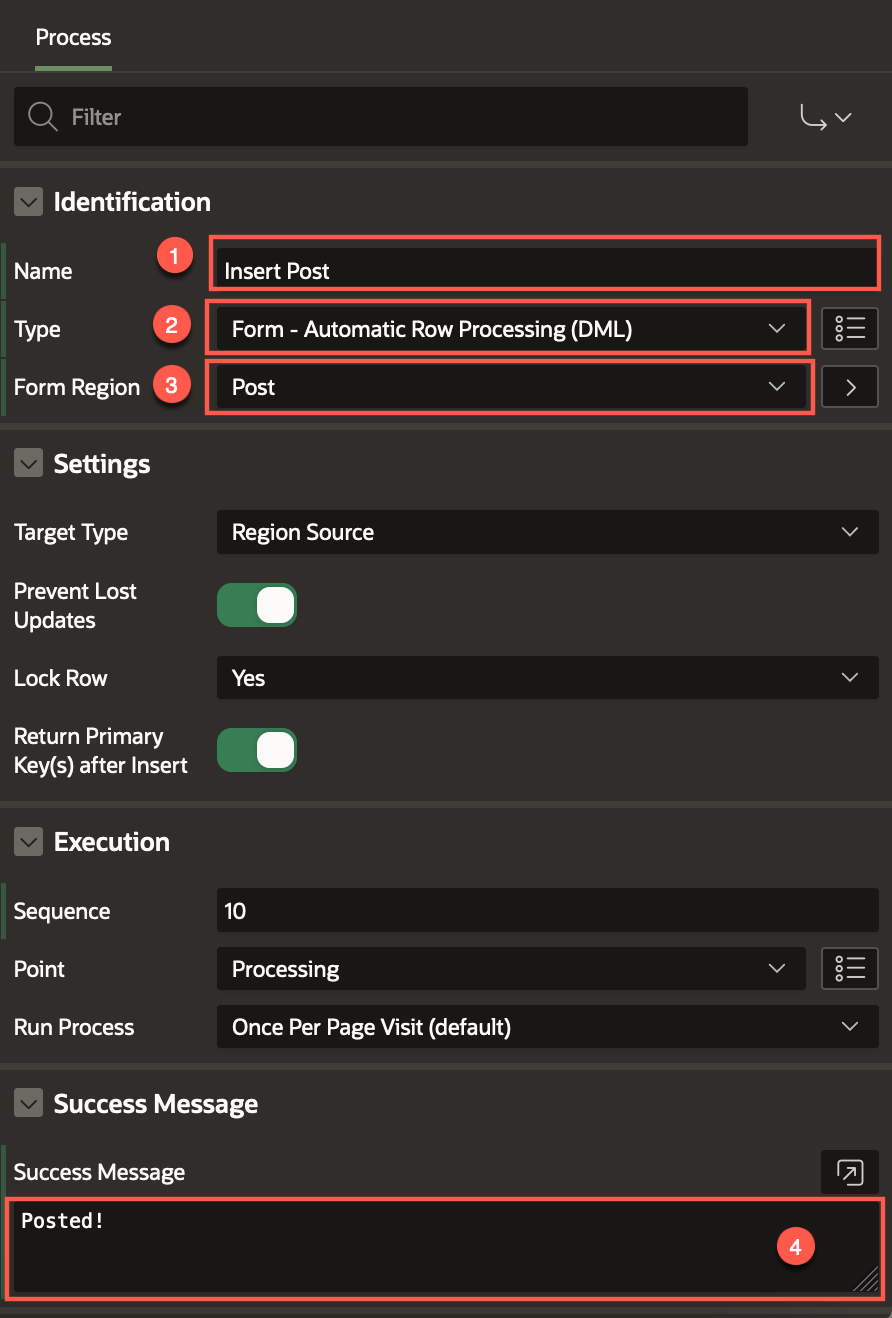 Process
Filter
Identification
Name 1 Insert Post
Type 2 Form - Automatic Row Processing (DML)
Form Region 3 Post
Settings
Target Type Region Source
Prevent Lost
Updates
Lock Row Yes
Return Primary
Key(s) after Insert
Execution
Sequence 10
Point Processing
Run Process Once Per Page Visit (default)
Success Message
Success Message
Posted!
4